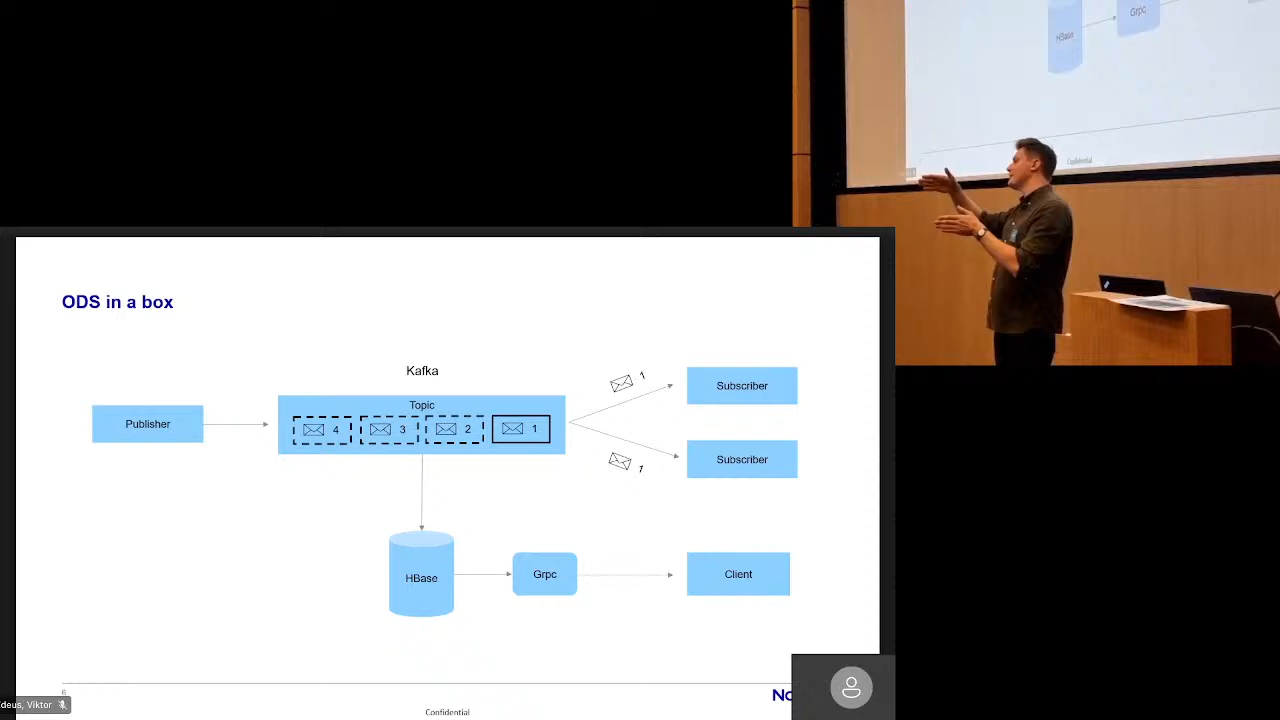 HBase
Grpc
Confidential
ODS in a box
Kafka
Topic
4
3
2
1
Publisher
1
Subscriber
1
Subscriber
HBase
Grpc
Client
6
deus, Viktor
Confidential